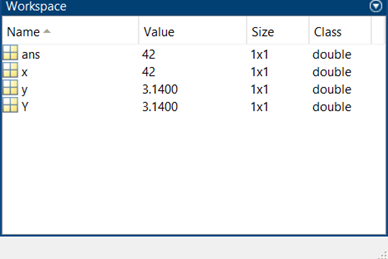 Workspace
Name Value Size Class
ans 42 1x1 double
x 42 1x1 double
y 3.1400 1x1 double
Y 3.1400 1x1 double